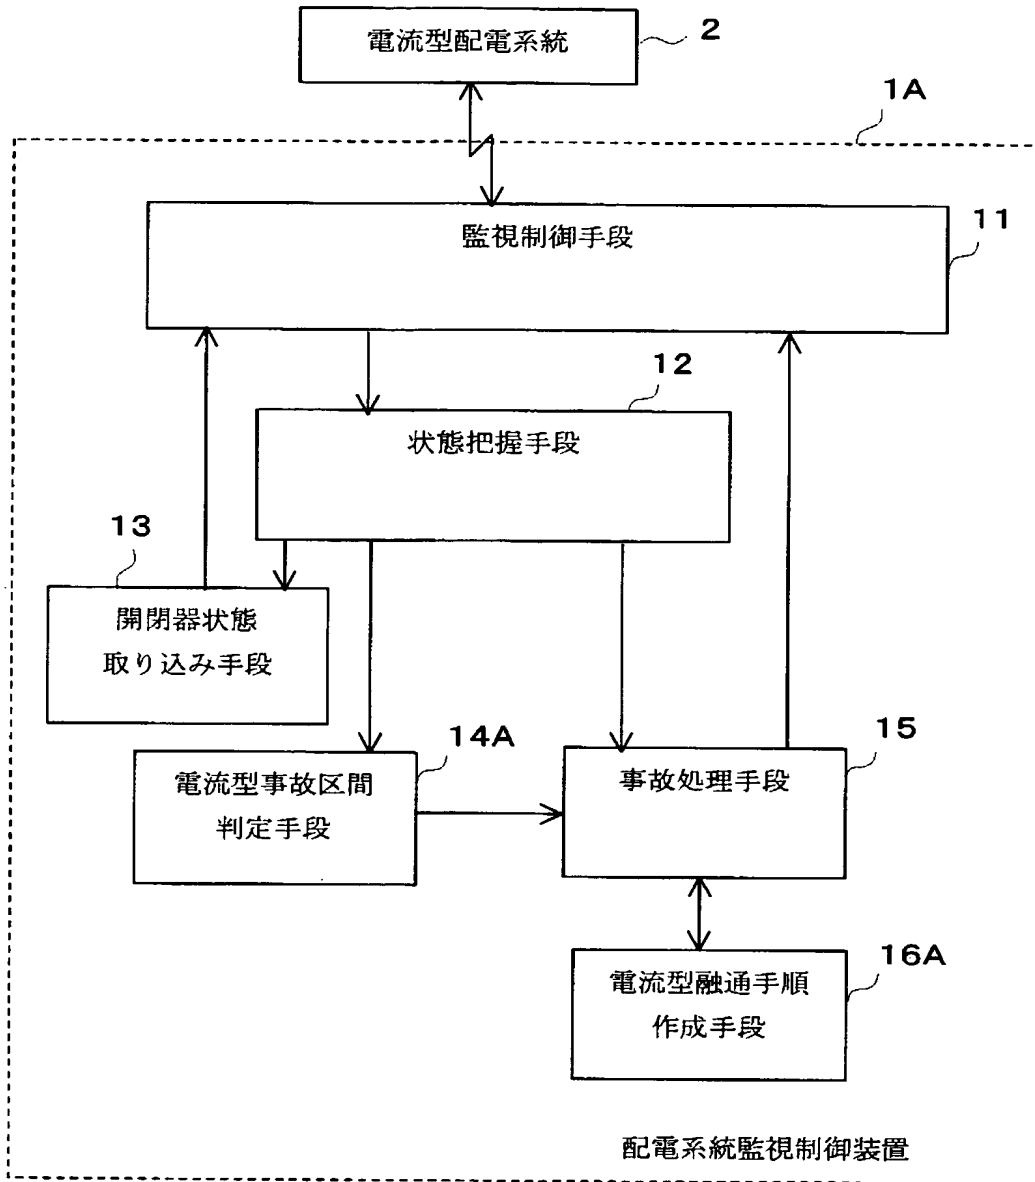 電流型配電系統
2
1A
監視制御手段
11
12
状態把握手段
13
開閉器状態
取り込み手段
14A
電流型事故区間
判定手段
15
事故処理手段
16A
電流型融通手順
作成手段
配電系統監視制御装置